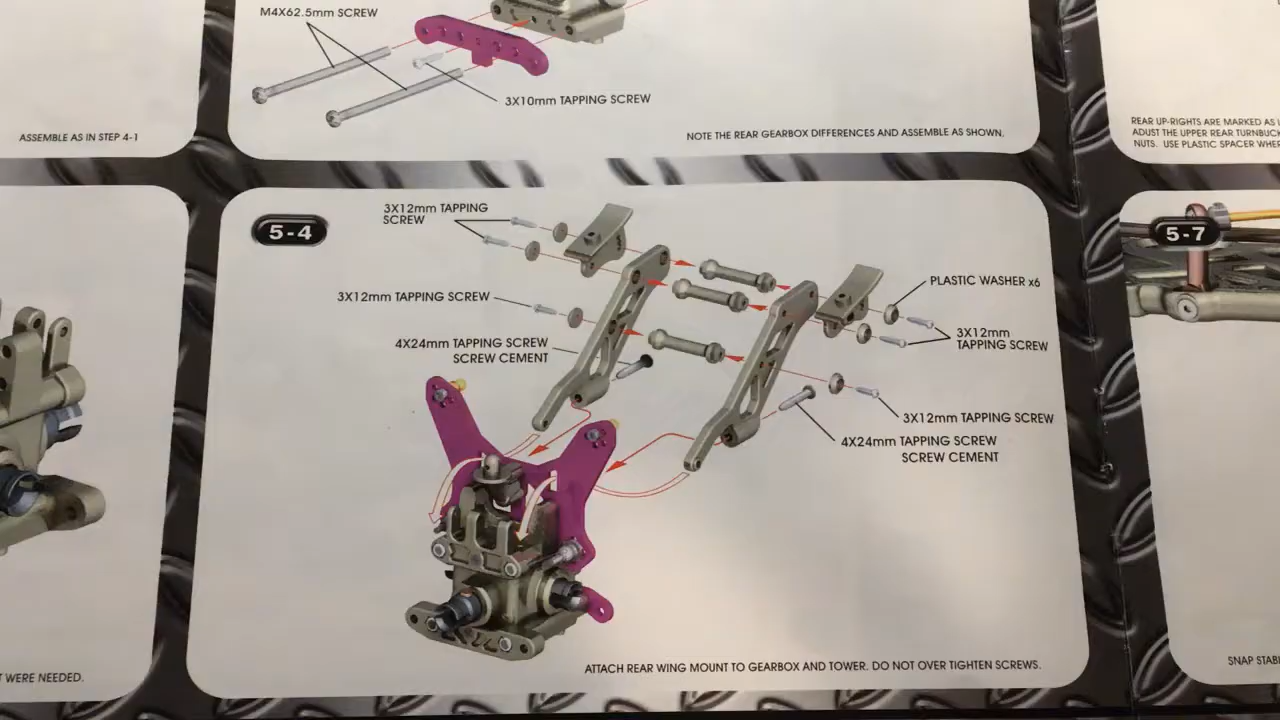 M4X62.5mm SCREW
3X10mm TAPPING SCREW
ASSEMBLE AS IN STEP 4-1
NOTE THE REAR GEARBOX DIFFERENCES AND ASSEMBLE AS SHOWN.
REAR UP-RIGHTS ARE MARKED AS
ADUST THE UPPER REAR TURNBUCK
NUTS. USE PLASTIC SPACER WHER
5-4
3X12mm TAPPING
SCREW
3X12mm TAPPING SCREW
4X24mm TAPPING SCREW
SCREW CEMENT
PLASTIC WASHER x6
3X12mm
TAPPING SCREW
3X12mm TAPPING SCREW
4X24mm TAPPING SCREW
SCREW CEMENT
ATTACH REAR WING MOUNT TO GEARBOX AND TOWER. DO NOT OVER TIGHTEN SCREWS.
WERE NEEDED.
5-7
SNAP STAB